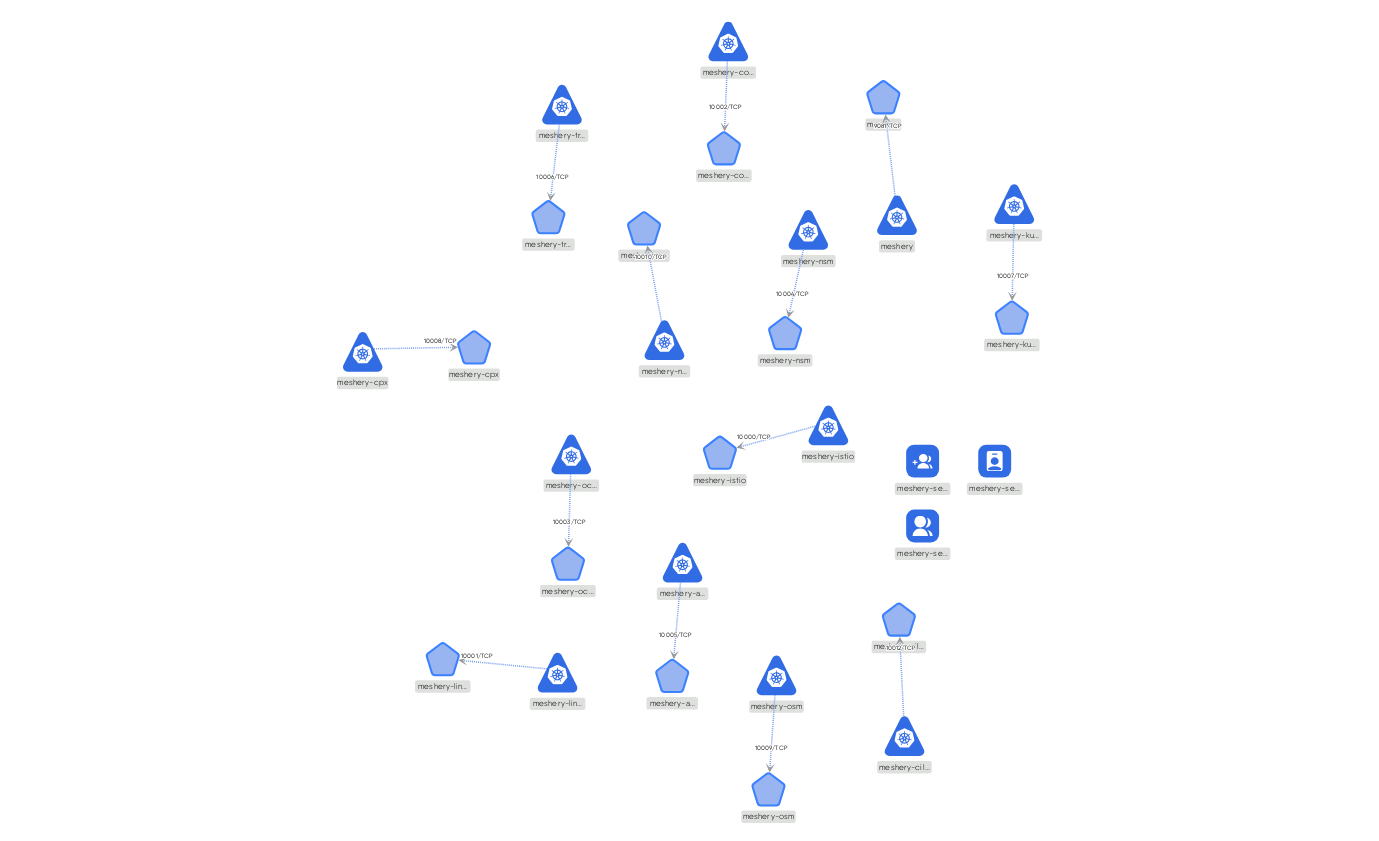 meshery-co...
10002/TCP
meshery-co...
meshery-tr...
10006/TCP
meshery-tr...
9081/TCP
meshery
meshery-ku...
10007/TCP
meshery-ku...
10010/TCP
meshery-n...
meshery-nsm
10004/TCP
meshery-nsm
meshery-cpx
10008/TCP
meshery-cpx
10000/TCP
meshery-istio
meshery-istio
meshery-oc...
10003/TCP
meshery-oc...
meshery-se...
meshery-se...
meshery-se...
meshery-a...
10005/TCP
meshery-a...
10001/TCP
meshery-lin...
meshery-lin...
meshery-osm
10009/TCP
meshery-osm
10012/TCP
meshery-cil...